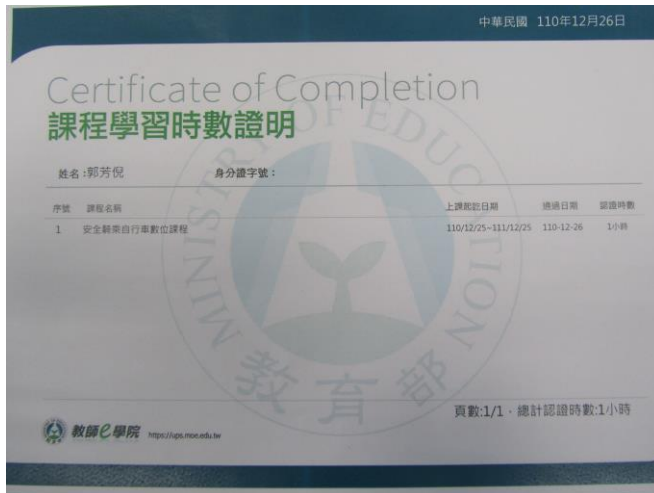 中華民國 110年12月26日
Certificate of Completion
課程學習時數證明
姓名:郭芳倪 身分證字號:
序號 課程名稱 上課起訖日期 通過日期 認證時數
1 安全騎乘自行車數位課程 110/12/25~111/12/25 110-12-26 1小時
MINISTRY OF EDUCATION
教育部
頁數:1/1,總計認證時數:1小時
教師e學院 https://ups.moe.edu.tw